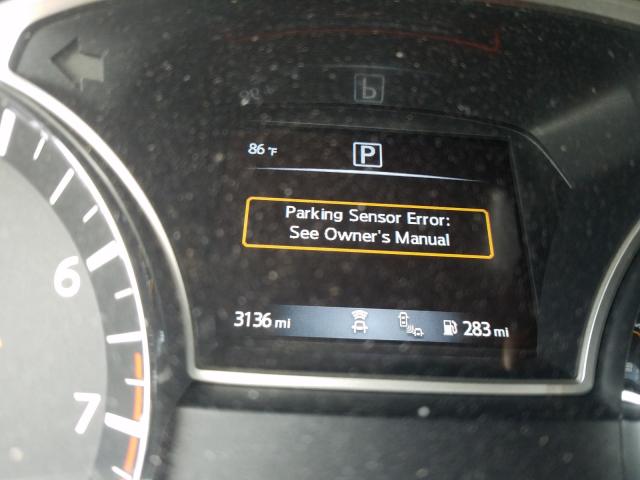 86 °F
P
Parking Sensor Error:
See Owner's Manual
3136 mi
283 mi
6
7